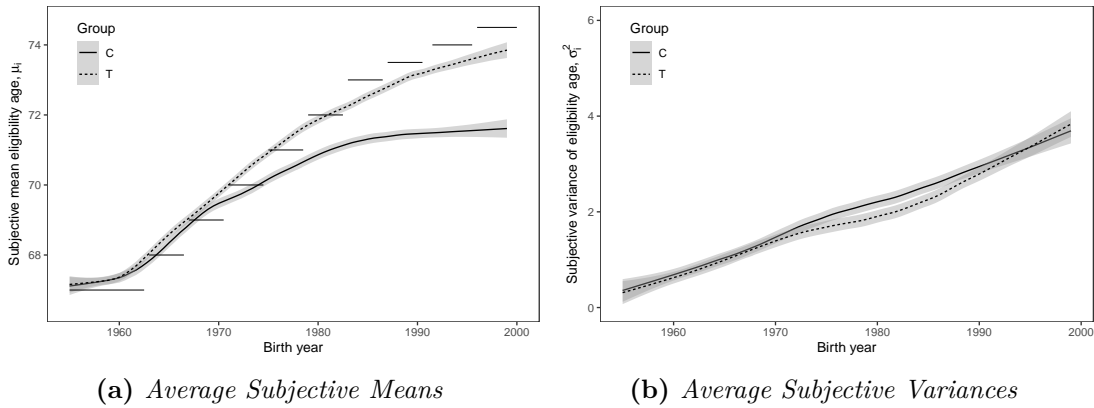 Group
C
T
Subjective mean eligibility age, μi
74
72
70
68
1960
1970
1980
1990
2000
Birth year
(a) Average Subjective Means
Group
C
T
Subjective variance of eligibility age, σi²
6
4
2
0
1960
1970
1980
1990
2000
Birth year
(b) Average Subjective Variances